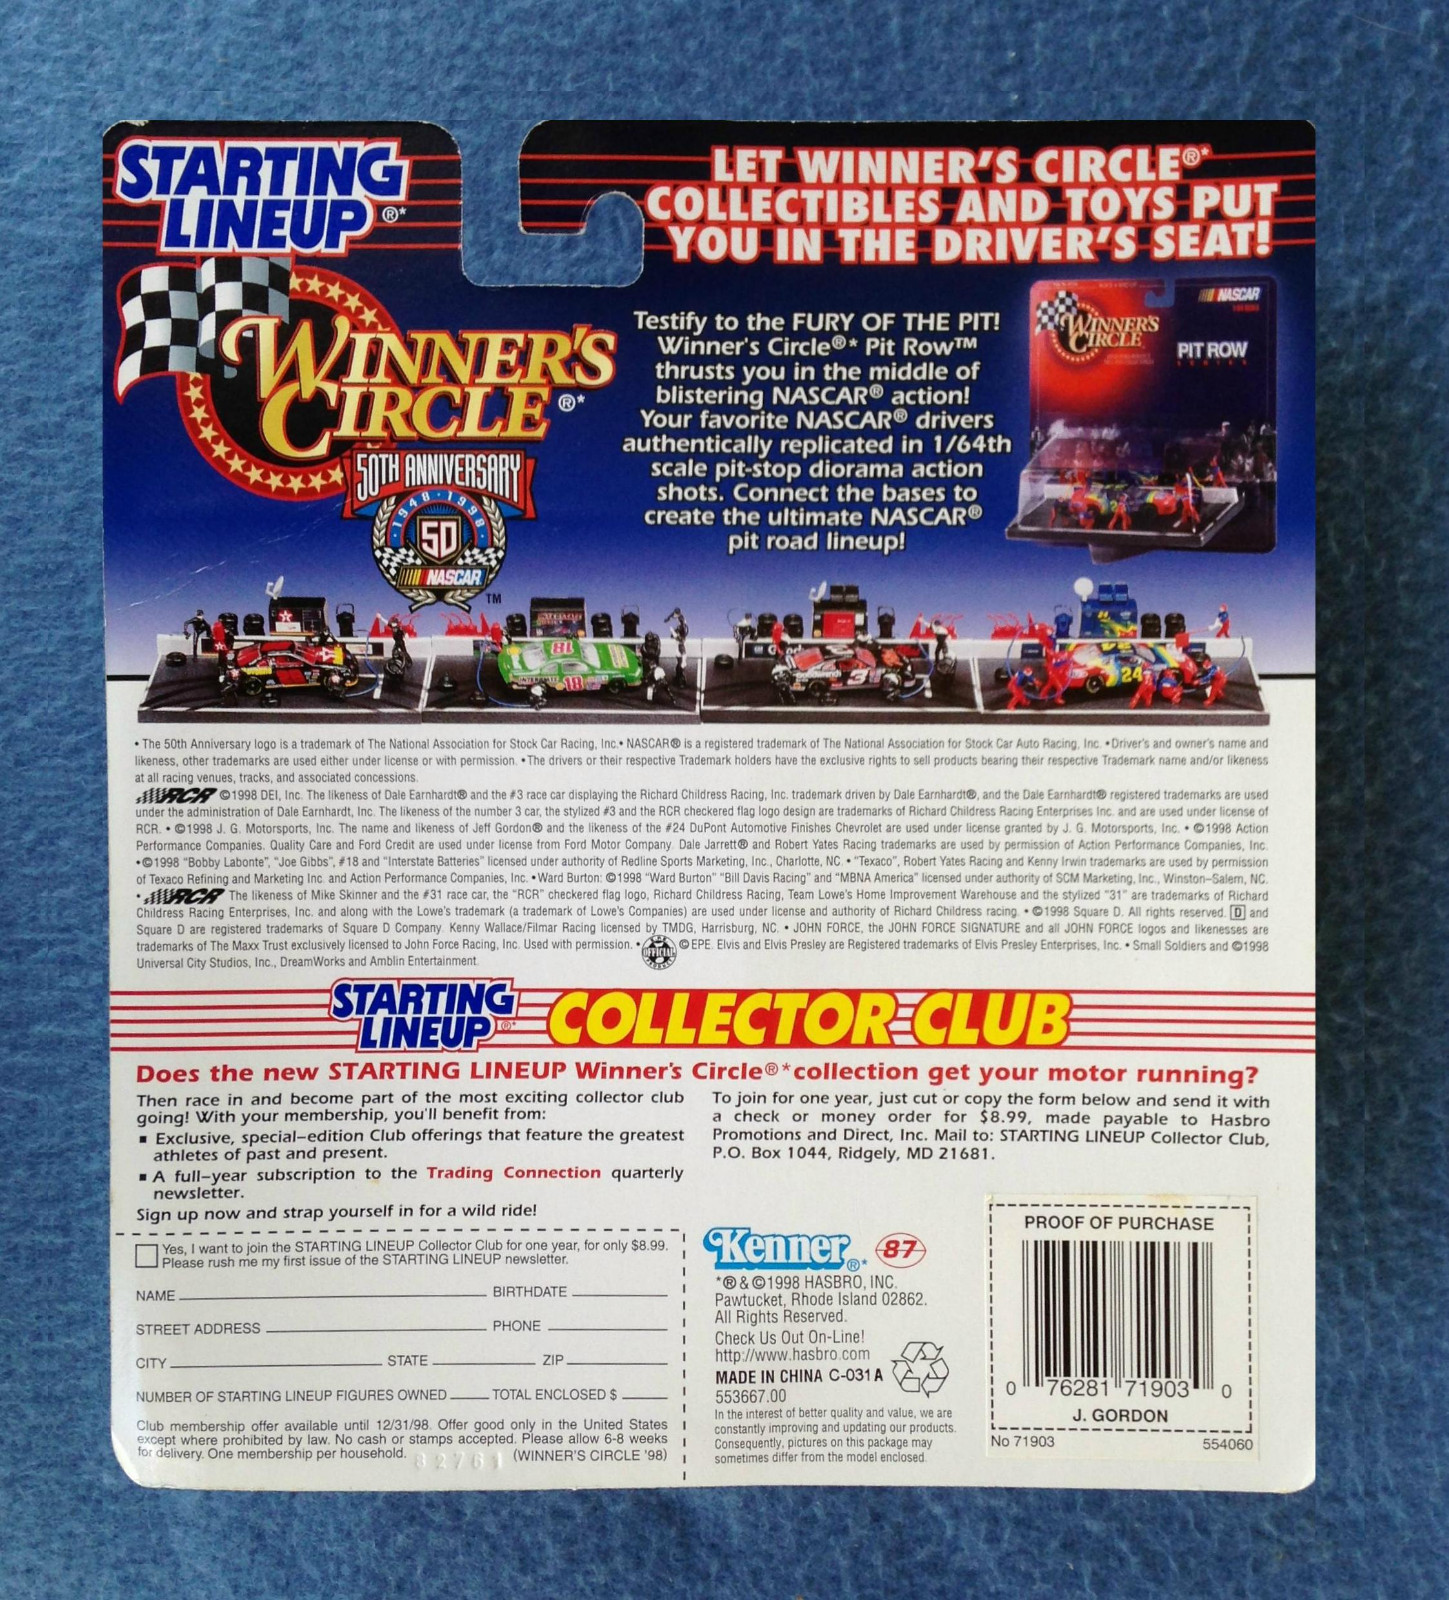 STARTING
LINEUP®*
LET WINNER'S CIRCLE®*
COLLECTIBLES AND TOYS PUT
YOU IN THE DRIVER'S SEAT!
WINNER'S
CIRCLE®*
50TH ANNIVERSARY
1948·1998
50
NASCAR
TM
Testify to the FURY OF THE PIT!
Winner's Circle®* Pit Row™
thrusts you in the middle of
blistering NASCAR® action!
Your favorite NASCAR® drivers
authentically replicated in 1/64th
scale pit-stop diorama action
shots. Connect the bases to
create the ultimate NASCAR®
pit road lineup!
NASCAR
WINNER'S
CIRCLE
PIT ROW
SERIES
18
18
3
24
24
• The 50th Anniversary logo is a trademark of The National Association for Stock Car Racing, Inc.• NASCAR® is a registered trademark of The National Association for Stock Car Auto Racing, Inc. •Driver's and owner's name and
likeness, other trademarks are used either under license or with permission. •The drivers or their respective Trademark holders have the exclusive rights to sell products bearing their respective Trademark name and/or likeness
at all racing venues, tracks, and associated concessions.
RCR ©1998 DEI, Inc. The likeness of Dale Earnhardt® and the #3 race car displaying the Richard Childress Racing, Inc. trademark driven by Dale Earnhardt®, and the Dale Earnhardt® registered trademarks are used
under the administration of Dale Earnhardt, Inc. The likeness of the number 3 car, the stylized #3 and the RCR checkered flag logo design are trademarks of Richard Childress Racing Enterprises Inc. and are used under license of
RCR. • ©1998 J. G. Motorsports, Inc. The name and likeness of Jeff Gordon® and the likeness of the #24 DuPont Automotive Finishes Chevrolet are used under license granted by J. G. Motorsports, Inc. • ©1998 Action
Performance Companies. Quality Care and Ford Credit are used under license from Ford Motor Company. Dale Jarrett® and Robert Yates Racing trademarks are used by permission of Action Performance Companies, Inc.
•©1998 "Bobby Labonte", "Joe Gibbs", #18 and "Interstate Batteries" licensed under authority of Redline Sports Marketing, Inc., Charlotte, NC. • "Texaco", Robert Yates Racing and Kenny Irwin trademarks are used by permission
of Texaco Refining and Marketing Inc. and Action Performance Companies, Inc. •Ward Burton: ©1998 "Ward Burton" "Bill Davis Racing" and "MBNA America" licensed under authority of SCM Marketing, Inc., Winston-Salem, NC.
• RCR The likeness of Mike Skinner and the #31 race car, the "RCR" checkered flag logo, Richard Childress Racing, Team Lowe's Home Improvement Warehouse and the stylized "31" are trademarks of Richard
Childress Racing Enterprises, Inc. and along with the Lowe's trademark (a trademark of Lowe's Companies) are used under license and authority of Richard Childress racing. • ©1998 Square D. All rights reserved. D and
Square D are registered trademarks of Square D Company. Kenny Wallace/Filmar Racing licensed by TMDG, Harrisburg, NC. • JOHN FORCE, the JOHN FORCE SIGNATURE and all JOHN FORCE logos and likenesses are
trademarks of The Maxx Trust exclusively licensed to John Force Racing, Inc. Used with permission. • OFFICIAL ©EPE. Elvis and Elvis Presley are Registered trademarks of Elvis Presley Enterprises, Inc. • Small Soldiers and ©1998
Universal City Studios, Inc., DreamWorks and Amblin Entertainment.
STARTING
LINEUP®* COLLECTOR CLUB
Does the new STARTING LINEUP Winner's Circle®*collection get your motor running?
Then race in and become part of the most exciting collector club
going! With your membership, you'll benefit from:
▪ Exclusive, special-edition Club offerings that feature the greatest
athletes of past and present.
▪ A full-year subscription to the Trading Connection quarterly
newsletter.
Sign up now and strap yourself in for a wild ride!
To join for one year, just cut or copy the form below and send it with
a check or money order for $8.99, made payable to Hasbro
Promotions and Direct, Inc. Mail to: STARTING LINEUP Collector Club,
P.O. Box 1044, Ridgely, MD 21681.
Yes, I want to join the STARTING LINEUP Collector Club for one year, for only $8.99.
Please rush me my first issue of the STARTING LINEUP newsletter.
NAME BIRTHDATE
STREET ADDRESS PHONE
CITY STATE ZIP
NUMBER OF STARTING LINEUP FIGURES OWNED TOTAL ENCLOSED $
Club membership offer available until 12/31/98. Offer good only in the United States
except where prohibited by law. No cash or stamps accepted. Please allow 6-8 weeks
for delivery. One membership per household. 82761 (WINNER'S CIRCLE '98)
Kenner®* 87
*®&©1998 HASBRO, INC.
Pawtucket, Rhode Island 02862.
All Rights Reserved.
Check Us Out On-Line!
http://www.hasbro.com
MADE IN CHINA C-031A
553667.00
In the interest of better quality and value, we are
constantly improving and updating our products.
Consequently, pictures on this package may
sometimes differ from the model enclosed.
PROOF OF PURCHASE
0 76281 71903 0
J. GORDON
No 71903 554060